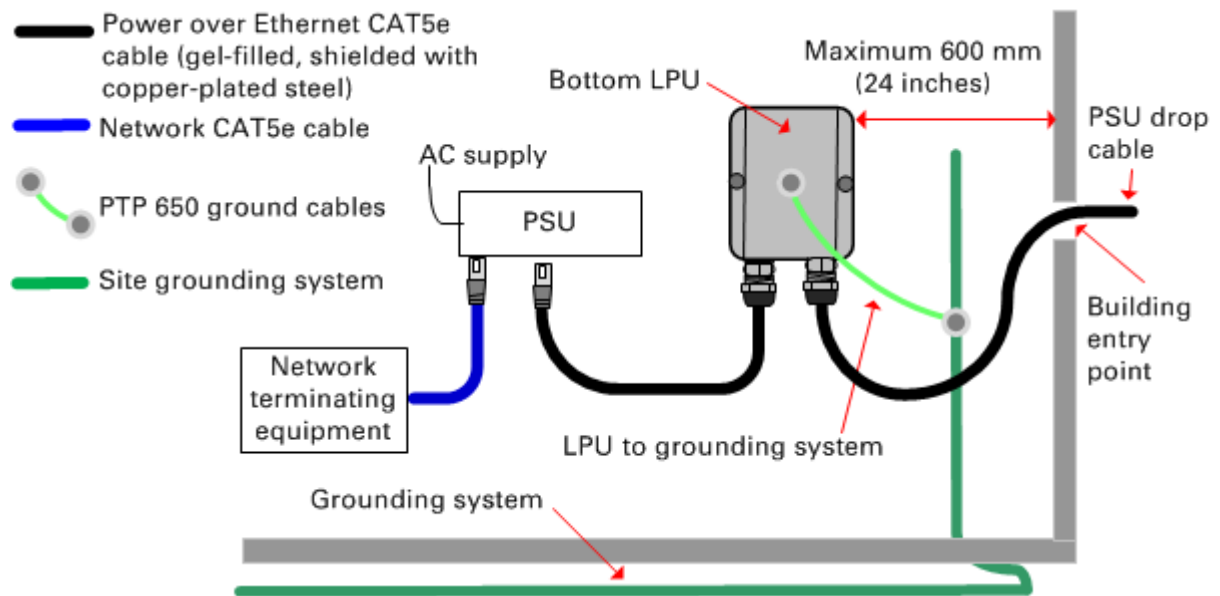 Power over Ethernet CAT5e
cable (gel-filled, shielded with
copper-plated steel)
Network CAT5e cable
PTP 650 ground cables
Site grounding system
AC supply
PSU
Network
terminating
equipment
Bottom LPU
Maximum 600 mm
(24 inches)
PSU drop
cable
Building
entry
point
LPU to grounding system
Grounding system